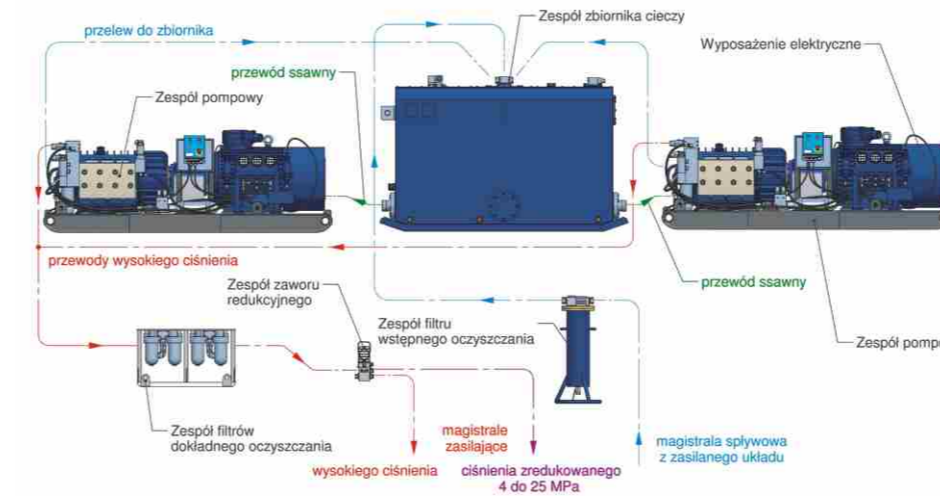 Zespół zbiornika cieczy
przelew do zbiornika
Wyposażenie elektryczne
przewód ssawny
Zespół pompowy
przewody wysokiego ciśnienia
Zespół zaworu
redukcyjnego
przewód ssawny
Zespół filtru
wstępnego oczyszczania
Zespół
Zespół filtrów
dokładnego oczyszczania
magistrale
zasilające
wysokiego ciśnienia
ciśnienia zredukowanego
4 do 25 MPa
magistrala spływowa
z zasilanego układu